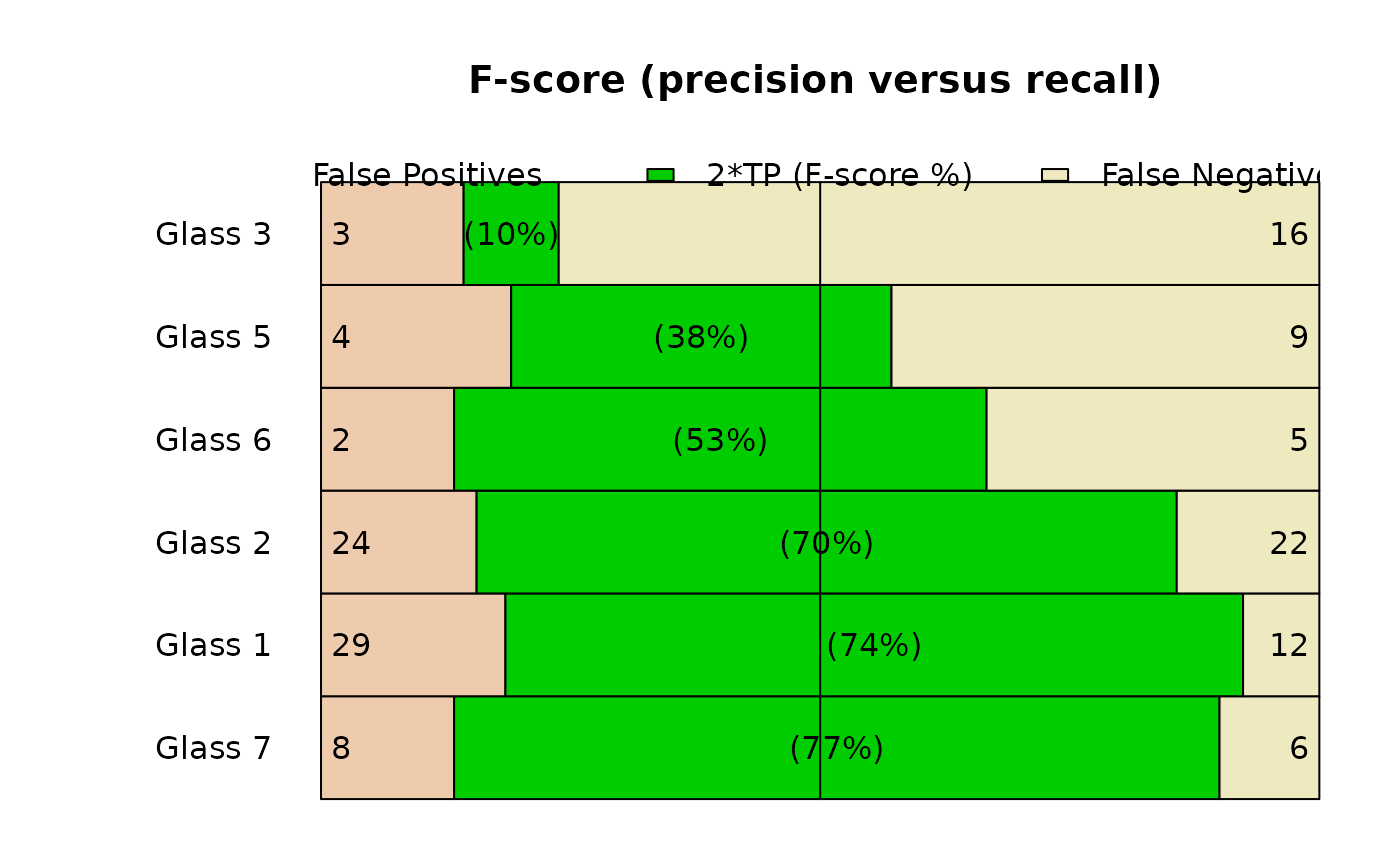 F-score (precision versus recall)
False Positives 2*TP (F-score %) False Negativ
Glass 3 3 (10%) 16
Glass 5 4 (38%) 9
Glass 6 2 (53%) 5
Glass 2 24 (70%) 22
Glass 1 29 (74%) 12
Glass 7 8 (77%) 6